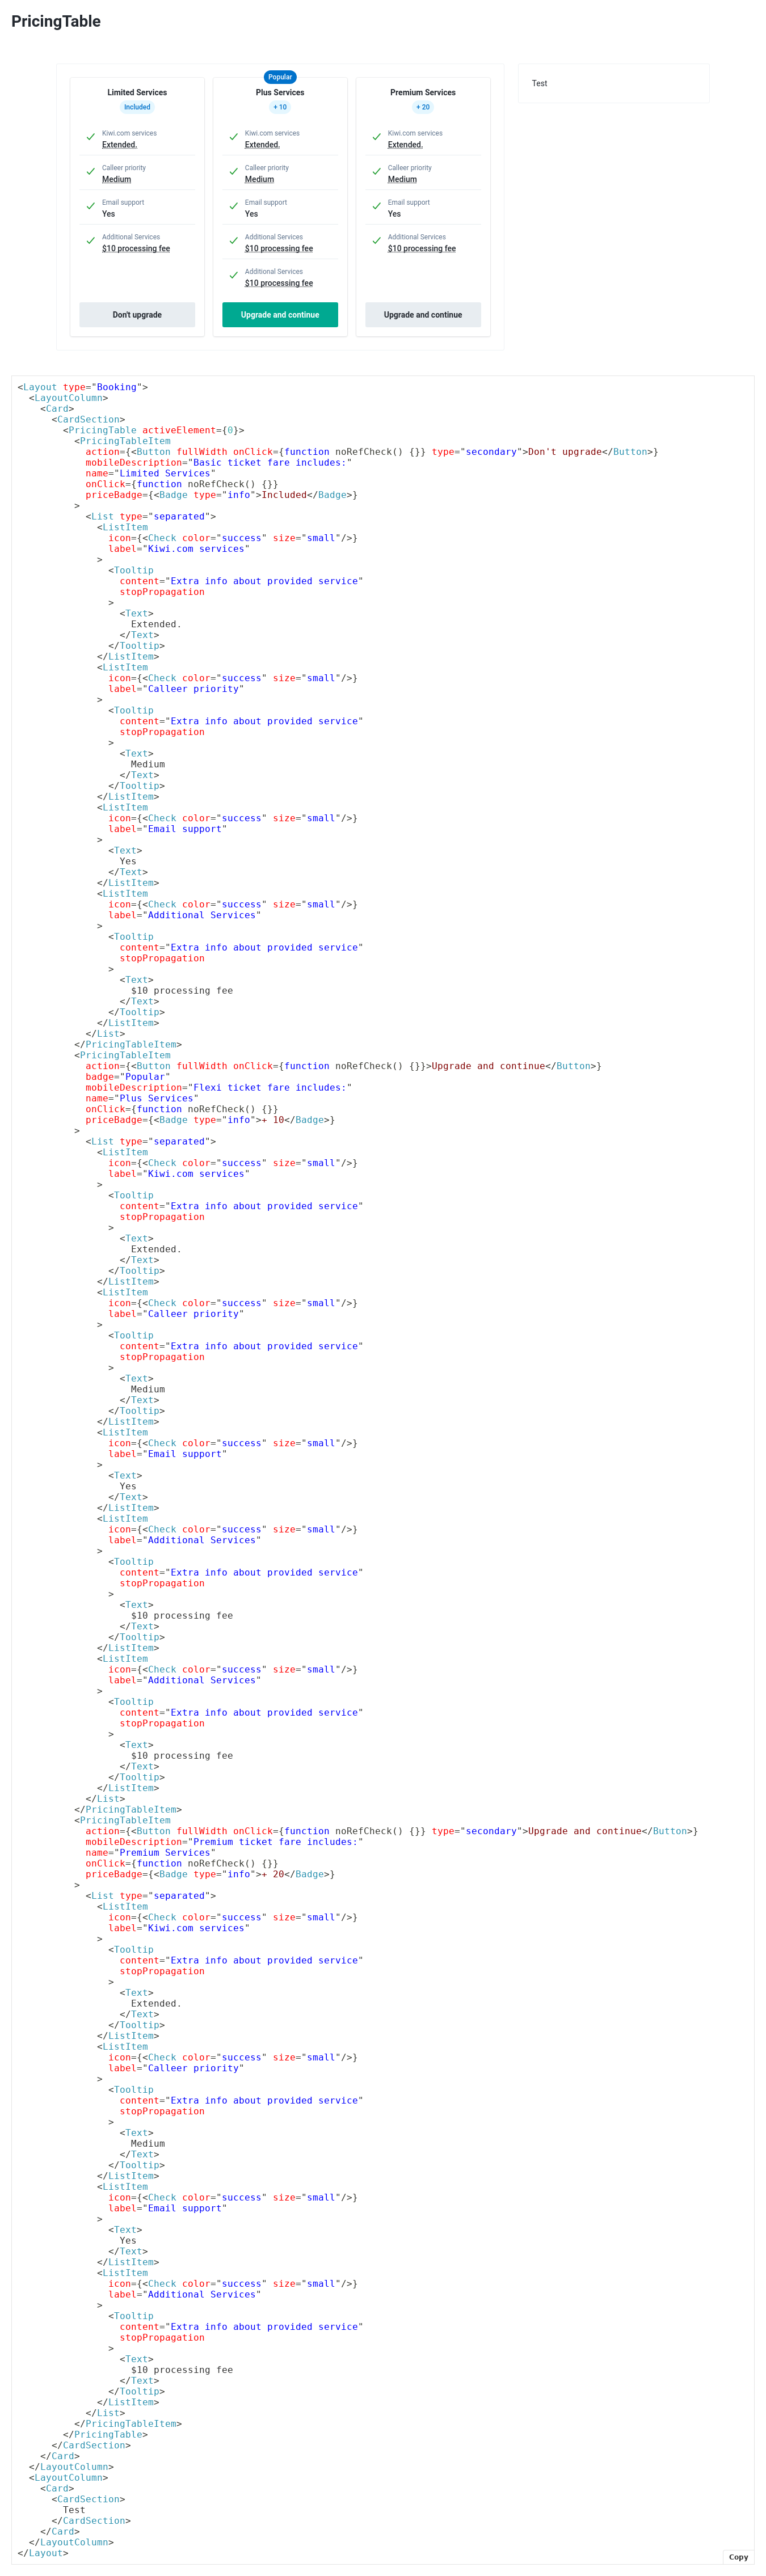 PricingTable
Popular
Limited Services
Included
Kiwi.com services
Extended.
Calleer priority
Medium
Email support
Yes
Additional Services
$10 processing fee
Don't upgrade
Plus Services
+ 10
Kiwi.com services
Extended.
Calleer priority
Medium
Email support
Yes
Additional Services
$10 processing fee
Additional Services
$10 processing fee
Upgrade and continue
Premium Services
+ 20
Kiwi.com services
Extended.
Calleer priority
Medium
Email support
Yes
Additional Services
$10 processing fee
Upgrade and continue
Test
<Layout type="Booking">
  <LayoutColumn>
    <Card>
      <CardSection>
        <PricingTable activeElement={0}>
          <PricingTableItem
            action={<Button fullWidth onClick={function noRefCheck() {}} type="secondary">Don't upgrade</Button>}
            mobileDescription="Basic ticket fare includes:"
            name="Limited Services"
            onClick={function noRefCheck() {}}
            priceBadge={<Badge type="info">Included</Badge>}
          >
            <List type="separated">
              <ListItem
                icon={<Check color="success" size="small"/>}
                label="Kiwi.com services"
              >
                <Tooltip
                  content="Extra info about provided service"
                  stopPropagation
                >
                  <Text>
                    Extended.
                  </Text>
                </Tooltip>
              </ListItem>
              <ListItem
                icon={<Check color="success" size="small"/>}
                label="Calleer priority"
              >
                <Tooltip
                  content="Extra info about provided service"
                  stopPropagation
                >
                  <Text>
                    Medium
                  </Text>
                </Tooltip>
              </ListItem>
              <ListItem
                icon={<Check color="success" size="small"/>}
                label="Email support"
              >
                <Text>
                  Yes
                </Text>
              </ListItem>
              <ListItem
                icon={<Check color="success" size="small"/>}
                label="Additional Services"
              >
                <Tooltip
                  content="Extra info about provided service"
                  stopPropagation
                >
                  <Text>
                    $10 processing fee
                  </Text>
                </Tooltip>
              </ListItem>
            </List>
          </PricingTableItem>
          <PricingTableItem
            action={<Button fullWidth onClick={function noRefCheck() {}}>Upgrade and continue</Button>}
            badge="Popular"
            mobileDescription="Flexi ticket fare includes:"
            name="Plus Services"
            onClick={function noRefCheck() {}}
            priceBadge={<Badge type="info">+ 10</Badge>}
          >
            <List type="separated">
              <ListItem
                icon={<Check color="success" size="small"/>}
                label="Kiwi.com services"
              >
                <Tooltip
                  content="Extra info about provided service"
                  stopPropagation
                >
                  <Text>
                    Extended.
                  </Text>
                </Tooltip>
              </ListItem>
              <ListItem
                icon={<Check color="success" size="small"/>}
                label="Calleer priority"
              >
                <Tooltip
                  content="Extra info about provided service"
                  stopPropagation
                >
                  <Text>
                    Medium
                  </Text>
                </Tooltip>
              </ListItem>
              <ListItem
                icon={<Check color="success" size="small"/>}
                label="Email support"
              >
                <Text>
                  Yes
                </Text>
              </ListItem>
              <ListItem
                icon={<Check color="success" size="small"/>}
                label="Additional Services"
              >
                <Tooltip
                  content="Extra info about provided service"
                  stopPropagation
                >
                  <Text>
                    $10 processing fee
                  </Text>
                </Tooltip>
              </ListItem>
              <ListItem
                icon={<Check color="success" size="small"/>}
                label="Additional Services"
              >
                <Tooltip
                  content="Extra info about provided service"
                  stopPropagation
                >
                  <Text>
                    $10 processing fee
                  </Text>
                </Tooltip>
              </ListItem>
            </List>
          </PricingTableItem>
          <PricingTableItem
            action={<Button fullWidth onClick={function noRefCheck() {}} type="secondary">Upgrade and continue</Button>}
            mobileDescription="Premium ticket fare includes:"
            name="Premium Services"
            onClick={function noRefCheck() {}}
            priceBadge={<Badge type="info">+ 20</Badge>}
          >
            <List type="separated">
              <ListItem
                icon={<Check color="success" size="small"/>}
                label="Kiwi.com services"
              >
                <Tooltip
                  content="Extra info about provided service"
                  stopPropagation
                >
                  <Text>
                    Extended.
                  </Text>
                </Tooltip>
              </ListItem>
              <ListItem
                icon={<Check color="success" size="small"/>}
                label="Calleer priority"
              >
                <Tooltip
                  content="Extra info about provided service"
                  stopPropagation
                >
                  <Text>
                    Medium
                  </Text>
                </Tooltip>
              </ListItem>
              <ListItem
                icon={<Check color="success" size="small"/>}
                label="Email support"
              >
                <Text>
                  Yes
                </Text>
              </ListItem>
              <ListItem
                icon={<Check color="success" size="small"/>}
                label="Additional Services"
              >
                <Tooltip
                  content="Extra info about provided service"
                  stopPropagation
                >
                  <Text>
                    $10 processing fee
                  </Text>
                </Tooltip>
              </ListItem>
            </List>
          </PricingTableItem>
        </PricingTable>
      </CardSection>
    </Card>
  </LayoutColumn>
  <LayoutColumn>
    <Card>
      <CardSection>
        Test
      </CardSection>
    </Card>
  </LayoutColumn>
</Layout>
Copy